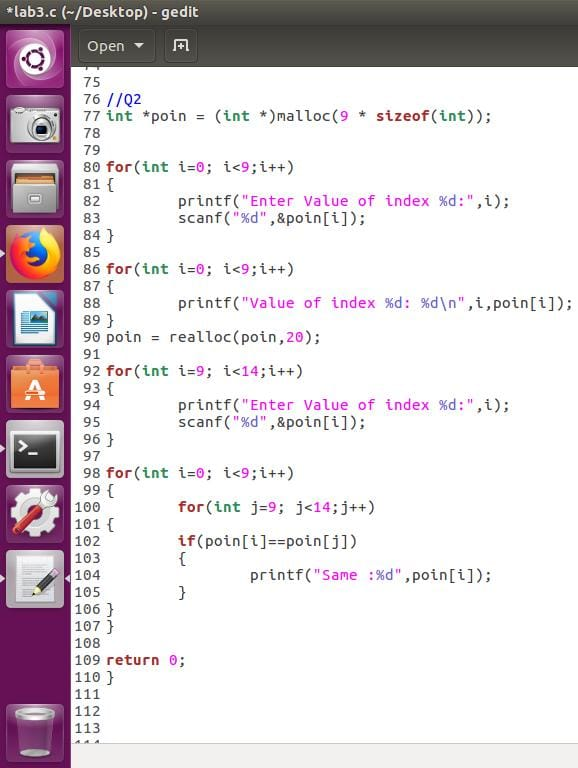 *lab3.c (~/Desktop) - gedit
Open
74
75
76 //Q2
77 int *poin = (int *)malloc(9 * sizeof(int));
78
79
80 for(int i=0; i<9;i++)
81 {
82         printf("Enter Value of index %d:",i);
83         scanf("%d",&poin[i]);
84 }
85
86 for(int i=0; i<9;i++)
87 {
88         printf("Value of index %d: %d\n",i,poin[i]);
89 }
90 poin = realloc(poin,20);
91
92 for(int i=9; i<14;i++)
93 {
94         printf("Enter Value of index %d:",i);
95         scanf("%d",&poin[i]);
96 }
97
98 for(int i=0; i<9;i++)
99 {
100         for(int j=9; j<14;j++)
101 {
102         if(poin[i]==poin[j])
103         {
104                 printf("Same :%d",poin[i]);
105         }
106 }
107 }
108
109 return 0;
110 }
111
112
113
114